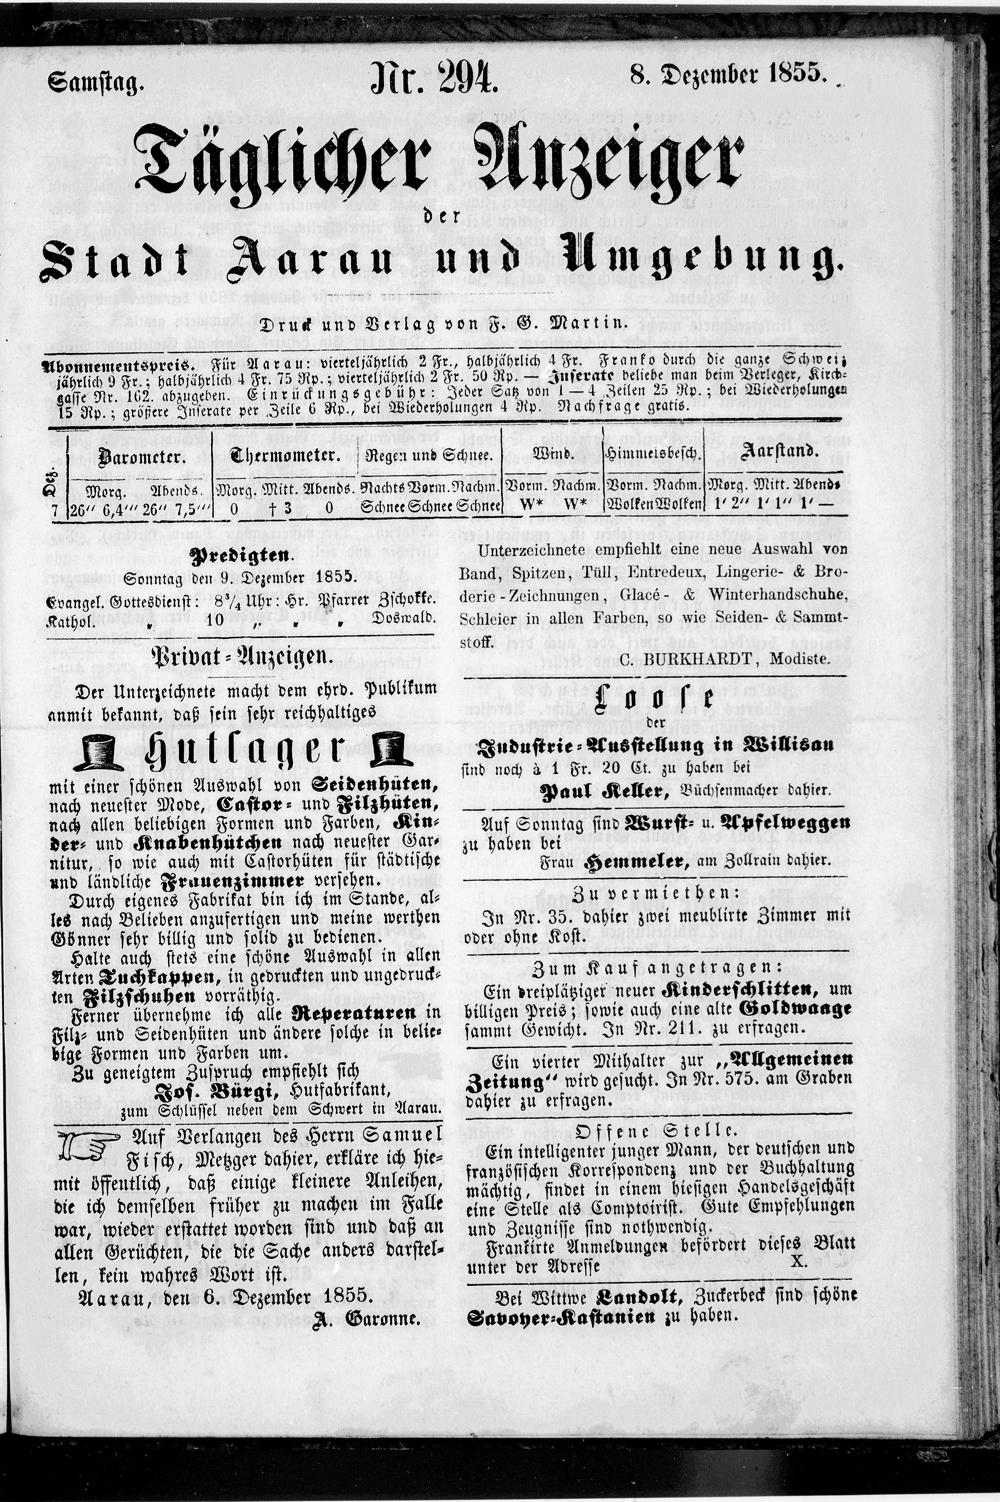 Samstag. Nr. 294. 8. Dezember 1855.
Täglicher Anzeiger
der
Stadt Aarau und Umgebung.
Druck und Verlag von F. G. Martin.
Abonnementspreis. Für Aarau: vierteljährlich 2 Fr., halbjährlich 4 Fr. Franko durch die ganze Schweiz
jährlich 9 Fr.; halbjährlich 4 Fr. 75 Rp.; vierteljährlich 2 Fr. 50 Rp. — Inserate beliebe man beim Verleger, Kirch-
gasse Nr. 162. abzugeben. Einrückungsgebühr: Jeder Satz von 1—4 Zeilen 25 Rp.; bei Wiederholungen
15 Rp.; größere Inserate per Zeile 6 Rp., bei Wiederholungen 4 Rp. Nachfrage gratis.
Dez. Barometer. Thermometer. Regen und Schnee. Wind. Himmelsbesch. Aarstand.
Morg. Abends. Morg. Mitt. Abends. Nachts Vorm. Nachm. Vorm. Nachm. Vorm. Nachm. Morg. Mitt. Abends
7 26" 6,4"' 26" 7,5"' 0 † 3 0 Schnee Schnee Schnee W* W* Wolken Wolken 1' 2" 1' 1" 1' —
Predigten.
Sonntag den 9. Dezember 1855.
Evangel. Gottesdienst: 8¾ Uhr: Hr. Pfarrer Zschokke.
Kathol. „ 10 „ „ „ Doswald.
Privat-Anzeigen.
Der Unterzeichnete macht dem ehrd. Publikum
anmit bekannt, daß sein sehr reichhaltiges
Hutlager
mit einer schönen Auswahl von Seidenhüten,
nach neuester Mode, Castor- und Filzhüten,
nach allen beliebigen Formen und Farben, Kin-
der- und Knabenhütchen nach neuester Gar-
nitur, so wie auch mit Castorhüten für städtische
und ländliche Frauenzimmer versehen.
Durch eigenes Fabrikat bin ich im Stande, al-
les nach Belieben anzufertigen und meine werthen
Gönner sehr billig und solid zu bedienen.
Halte auch stets eine schöne Auswahl in allen
Arten Tuchkappen, in gedruckten und ungedruck-
ten Filzschuhen vorräthig.
Ferner übernehme ich alle Reperaturen in
Filz- und Seidenhüten und ändere solche in belie-
bige Formen und Farben um.
Zu geneigtem Zuspruch empfiehlt sich
Jos. Bürgi, Hutfabrikant,
zum Schlüssel neben dem Schwert in Aarau.
Auf Verlangen des Herrn Samuel
Fisch, Metzger dahier, erkläre ich hie-
mit öffentlich, daß einige kleinere Anleihen,
die ich demselben früher zu machen im Falle
war, wieder erstattet worden sind und daß an
allen Gerüchten, die die Sache anders darstel-
len, kein wahres Wort ist.
Aarau, den 6. Dezember 1855.
A. Garonne.
Unterzeichnete empfiehlt eine neue Auswahl von
Band, Spitzen, Tüll, Entredeux, Lingerie- & Bro-
derie-Zeichnungen, Glacé- & Winterhandschuhe,
Schleier in allen Farben, so wie Seiden- & Sammt-
stoff.
C. BURKHARDT, Modiste.
Loose
der
Industrie-Ausstellung in Willisau
sind noch à 1 Fr. 20 Ct. zu haben bei
Paul Keller, Büchsenmacher dahier.
Auf Sonntag sind Wurst- u. Apfelweggen
zu haben bei
Frau Hemmeler, am Zollrain dahier.
Zu vermiethen:
In Nr. 35. dahier zwei meublirte Zimmer mit
oder ohne Kost.
Zum Kauf angetragen:
Ein dreiplätziger neuer Kinderschlitten, um
billigen Preis; sowie auch eine alte Goldwaage
sammt Gewicht. In Nr. 211. zu erfragen.
Ein vierter Mithalter zur „Allgemeinen
Zeitung" wird gesucht. In Nr. 575. am Graben
dahier zu erfragen.
Offene Stelle.
Ein intelligenter junger Mann, der deutschen und
französischen Korrespondenz und der Buchhaltung
mächtig, findet in einem hiesigen Handelsgeschäft
eine Stelle als Comptoirist. Gute Empfehlungen
und Zeugnisse sind nothwendig.
Frankirte Anmeldungen befördert dieses Blatt
unter der Adresse X.
Bei Wittwe Landolt, Zuckerbeck sind schöne
Savoyer-Kastanien zu haben.